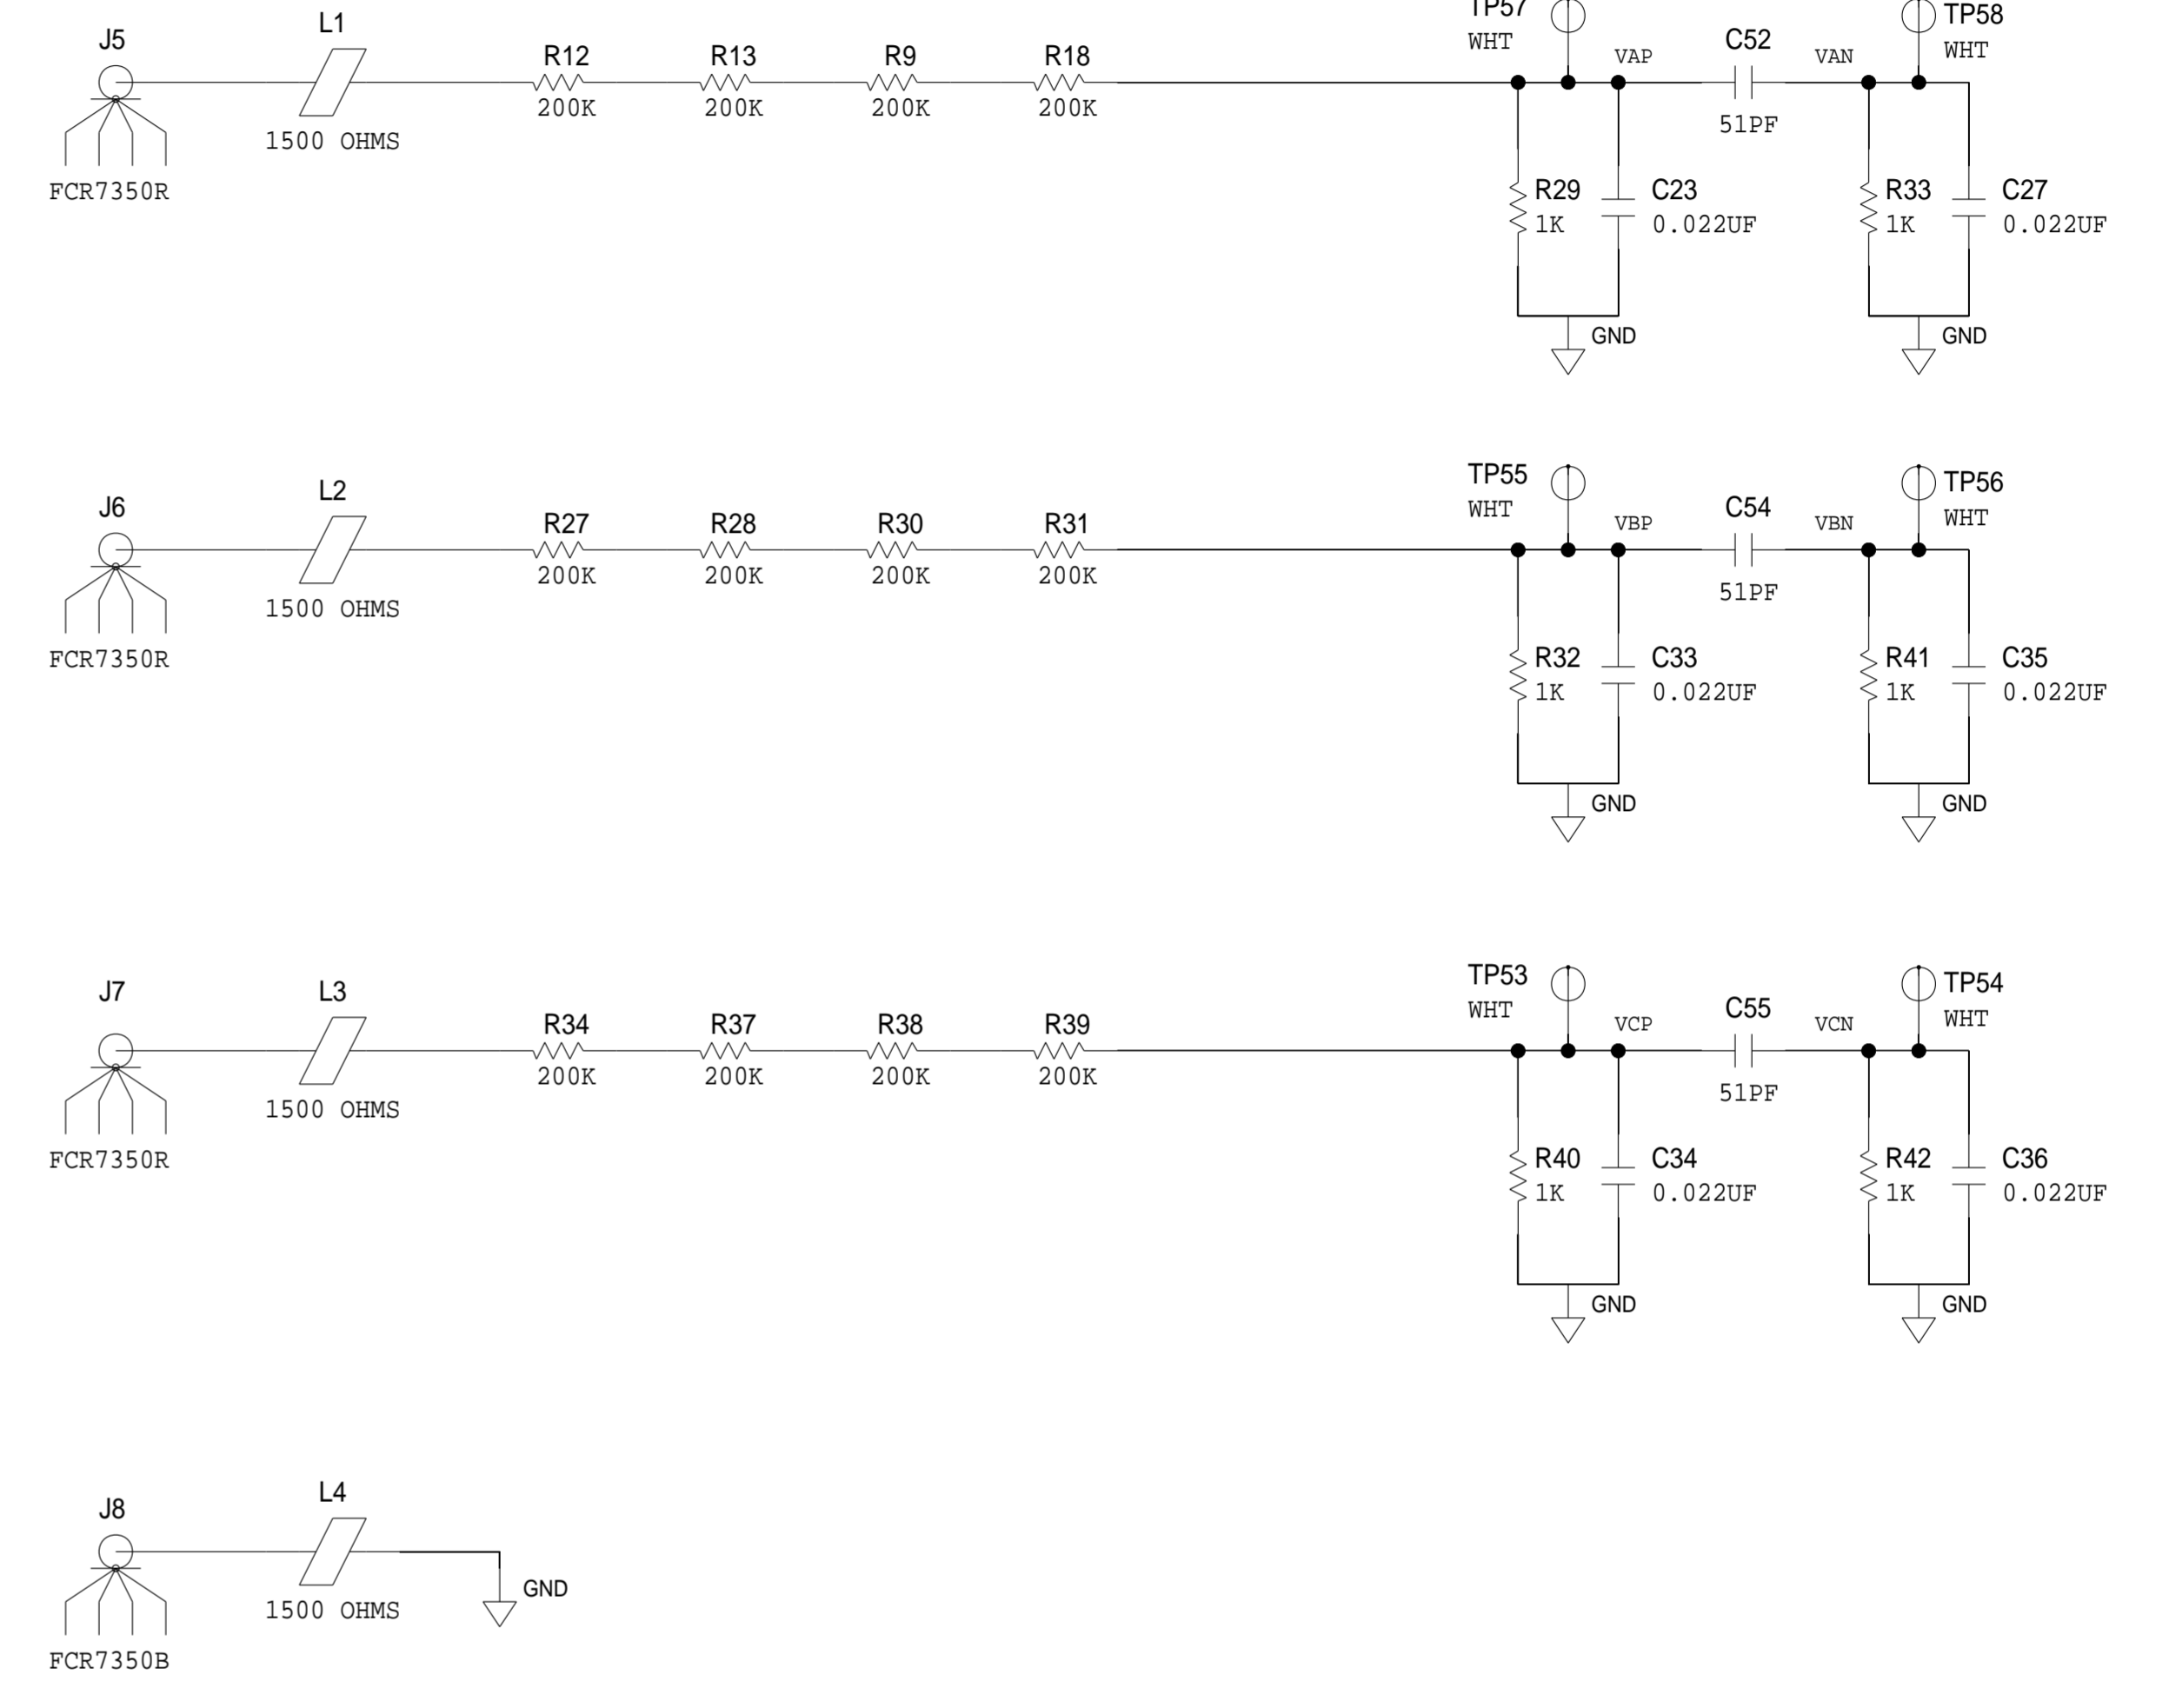 TP57
WHT
TP58
WHT
J5
L1
R12
R13
R9
R18
VAP
C52
VAN
200K
200K
200K
200K
51PF
1500 OHMS
FCR7350R
R29
1K
C23
0.022UF
R33
1K
C27
0.022UF
GND
GND
TP55
WHT
TP56
WHT
J6
L2
R27
R28
R30
R31
VBP
C54
VBN
200K
200K
200K
200K
51PF
1500 OHMS
FCR7350R
R32
1K
C33
0.022UF
R41
1K
C35
0.022UF
GND
GND
TP53
WHT
TP54
WHT
J7
L3
R34
R37
R38
R39
VCP
C55
VCN
200K
200K
200K
200K
51PF
1500 OHMS
FCR7350R
R40
1K
C34
0.022UF
R42
1K
C36
0.022UF
GND
GND
J8
L4
GND
1500 OHMS
FCR7350B